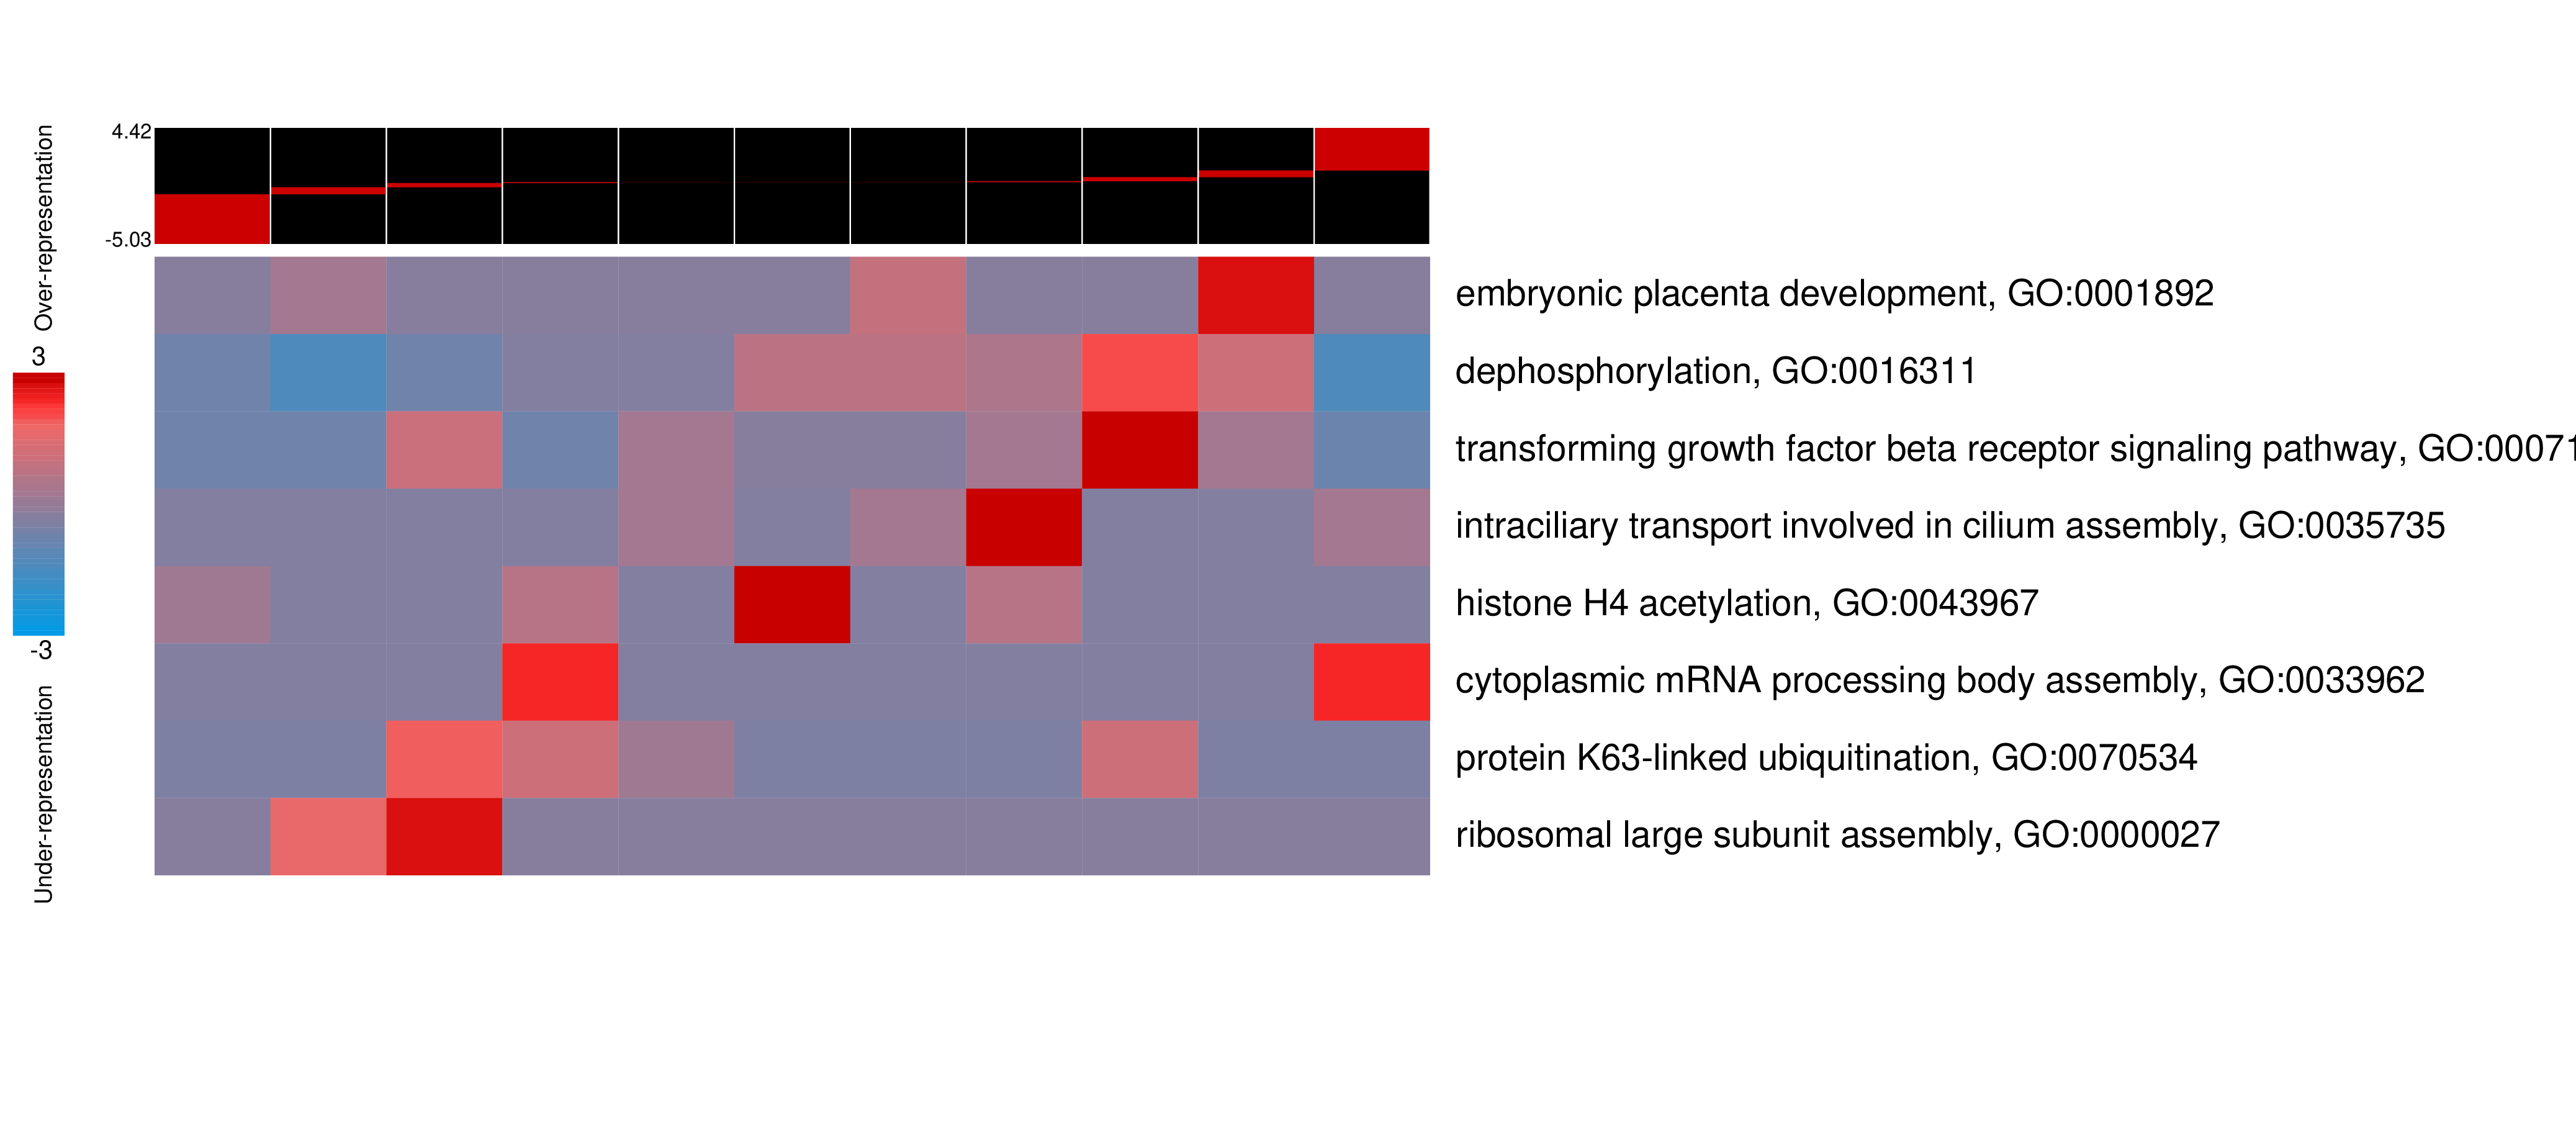 Over-representation
3
-3
Under-representation
4.42
-5.03
embryonic placenta development, GO:0001892
dephosphorylation, GO:0016311
transforming growth factor beta receptor signaling pathway, GO:00071
intraciliary transport involved in cilium assembly, GO:0035735
histone H4 acetylation, GO:0043967
cytoplasmic mRNA processing body assembly, GO:0033962
protein K63-linked ubiquitination, GO:0070534
ribosomal large subunit assembly, GO:0000027